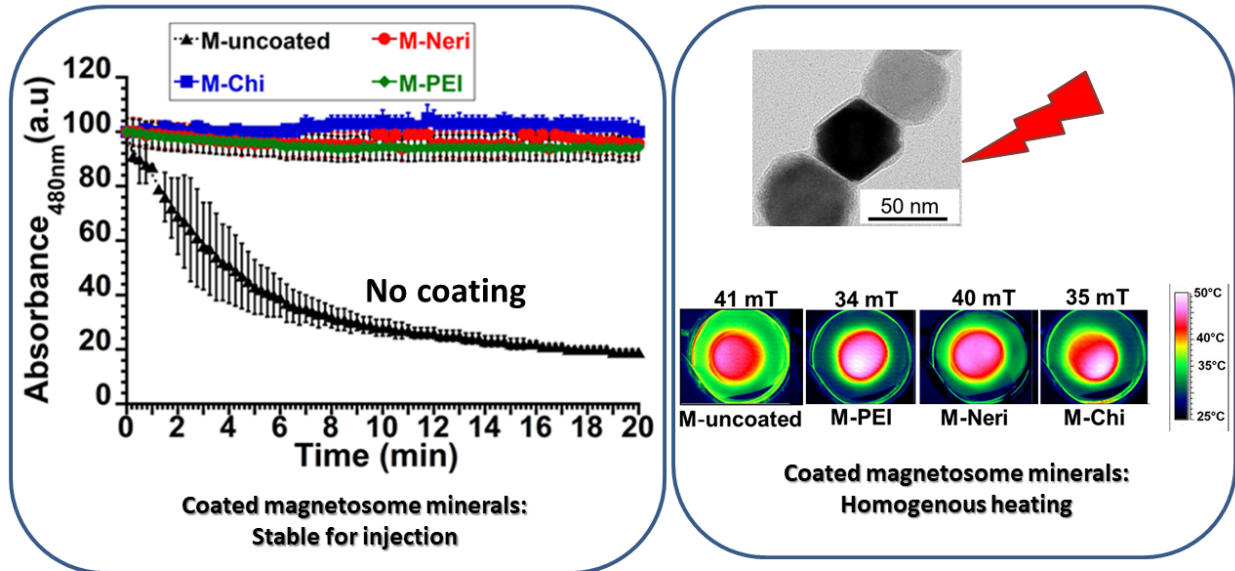 M-uncoated
M-Neri
M-Chi
M-PEI
120
100
80
60
40
20
0
Absorbance 480nm (a.u)
No coating
0 2 4 6 8 10 12 14 16 18 20
Time (min)
Coated magnetosome minerals:
Stable for injection
50 nm
41 mT 34 mT 40 mT 35 mT
50°C
40°C
35°C
25°C
M-uncoated M-PEI M-Neri M-Chi
Coated magnetosome minerals:
Homogenous heating